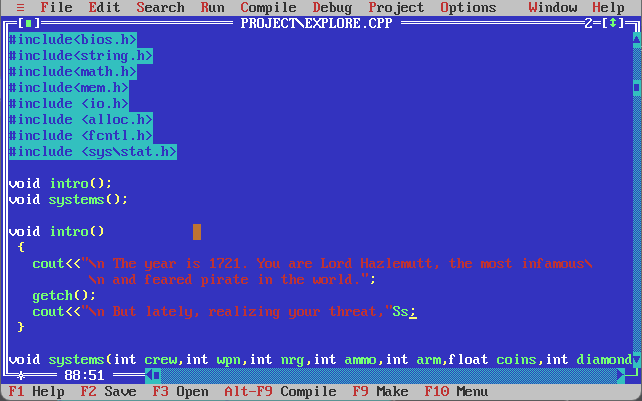 ≡ File Edit Search Run Compile Debug Project Options Window Help
[■] PROJECT\EXPLORE.CPP 2=[↕]
#include<bios.h>
#include<string.h>
#include<math.h>
#include<mem.h>
#include <io.h>
#include <alloc.h>
#include <fcntl.h>
#include <sys\stat.h>
void intro();
void systems();
void intro()
{
cout<<"\n The year is 1721. You are Lord Hazlemutt, the most infamous\
\n and feared pirate in the world.";
getch();
cout<<"\n But lately, realizing your threat,"Ss;
}
void systems(int crew,int wpn,int nrg,int ammo,int arm,float coins,int diamond
88:51
F1 Help F2 Save F3 Open Alt-F9 Compile F9 Make F10 Menu